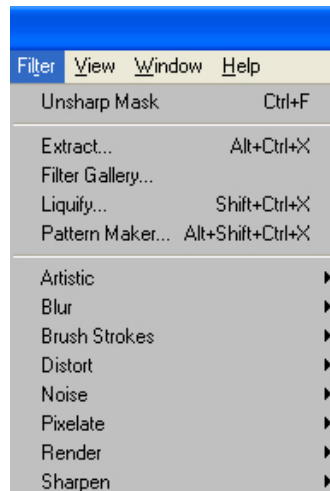 Filter View Window Help
Unsharp Mask Ctrl+F
Extract... Alt+Ctrl+X
Filter Gallery...
Liquify... Shift+Ctrl+X
Pattern Maker... Alt+Shift+Ctrl+X
Artistic
Blur
Brush Strokes
Distort
Noise
Pixelate
Render
Sharpen